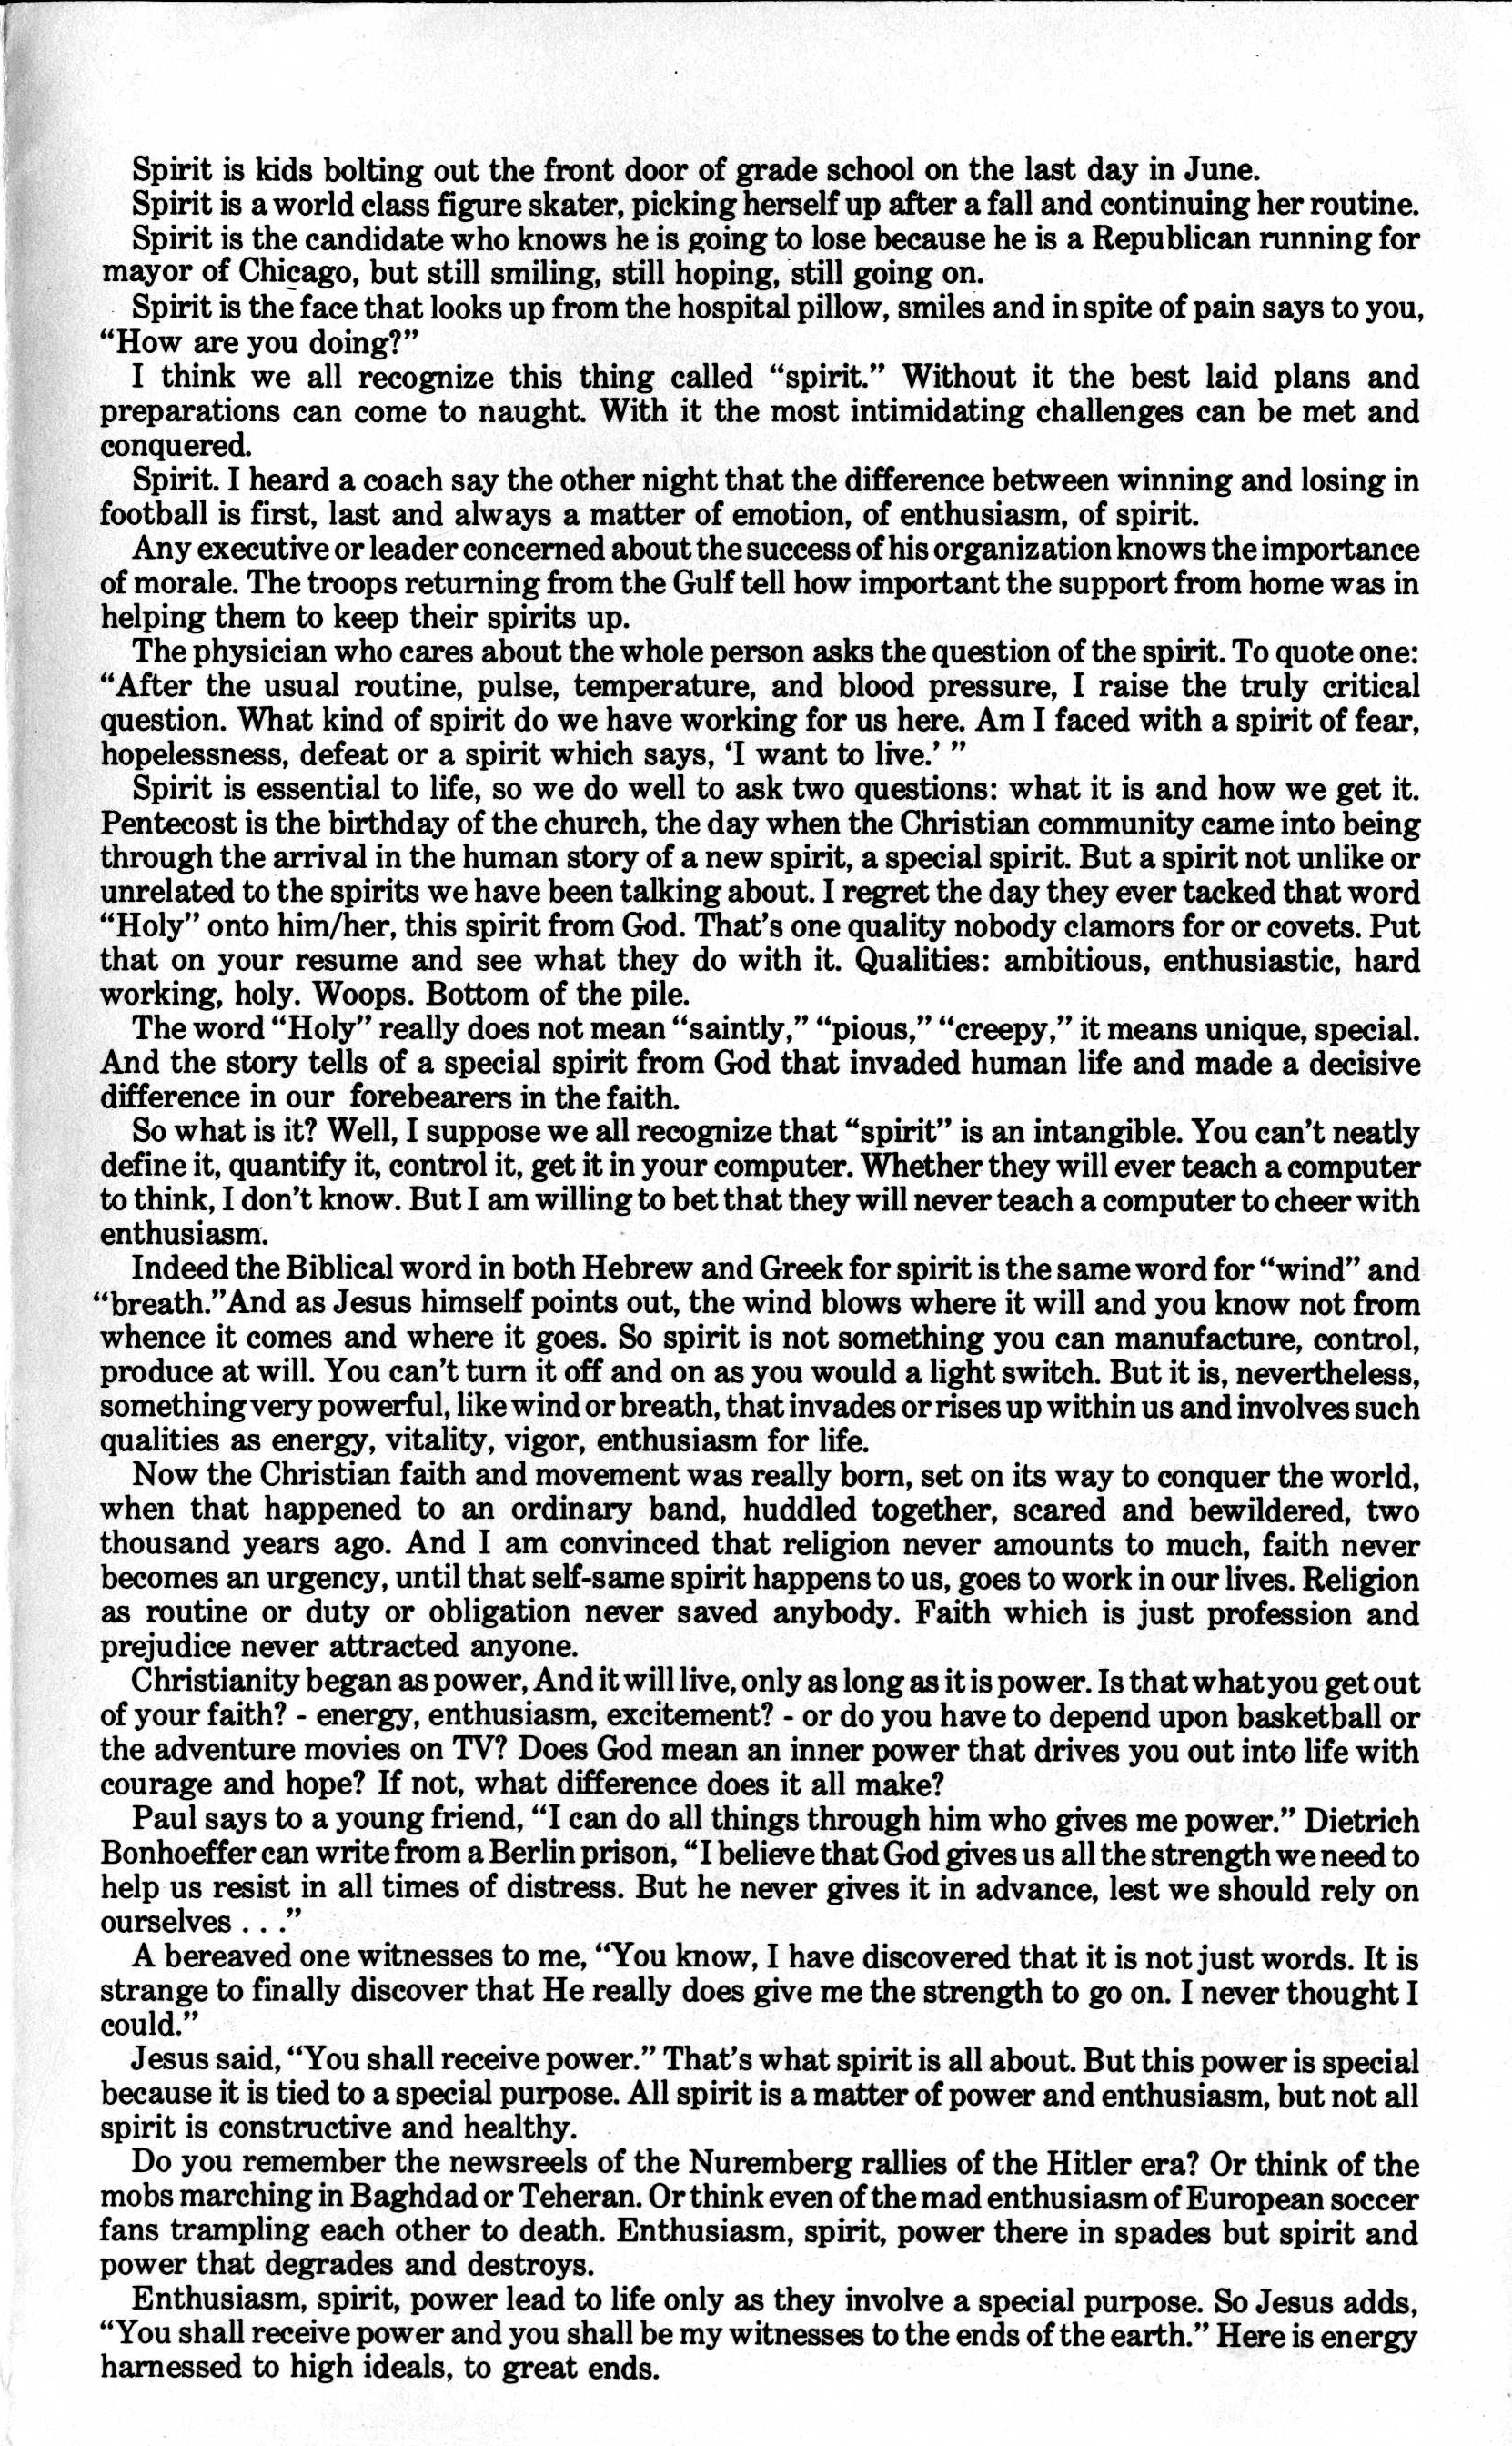 Spirit is kids bolting out the front door of grade school on the last day in June.
Spirit is a world class figure skater, picking herself up after a fall and continuing her routine.
Spirit is the candidate who knows he is going to lose because he is a Republican running for
mayor of Chicago, but still smiling, still hoping, still going on.
Spirit is the face that looks up from the hospital pillow, smiles and in spite of pain says to you,
“How are you doing?”
I think we all recognize this thing called “spirit.” Without it the best laid plans and
preparations can come to naught. With it the most intimidating challenges can be met and
conquered.
Spirit. I heard a coach say the other night that the difference between winning and losing in
football is first, last and always a matter of emotion, of enthusiasm, of spirit.
Any executive or leader concerned about the success of his organization knows the importance
of morale. The troops returning from the Gulf tell how important the support from home was in
helping them to keep their spirits up.
The physician who cares about the whole person asks the question of the spirit. To quote one:
“After the usual routine, pulse, temperature, and blood pressure, I raise the truly critical
question. What kind of spirit do we have working for us here. Am I faced with a spirit of fear,
hopelessness, defeat or a spirit which says, ‘I want to live.’ ”
Spirit is essential to life, so we do well to ask two questions: what it is and how we get it.
Pentecost is the birthday of the church, the day when the Christian community came into being
through the arrival in the human story of a new spirit, a special spirit. But a spirit not unlike or
unrelated to the spirits we have been talking about. I regret the day they ever tacked that word
“Holy” onto him/her, this spirit from God. That’s one quality nobody clamors for or covets. Put
that on your resume and see what they do with it. Qualities: ambitious, enthusiastic, hard
working, holy. Woops. Bottom of the pile.
The word “Holy” really does not mean “saintly,” “pious,” “creepy,” it means unique, special.
And the story tells of a special spirit from God that invaded human life and made a decisive
difference in our forebearers in the faith.
So what is it? Well, I suppose we all recognize that “spirit” is an intangible. You can’t neatly
define it, quantify it, control it, get it in your computer. Whether they will ever teach a computer
to think, I don’t know. But I am willing to bet that they will never teach a computer to cheer with
enthusiasm.
Indeed the Biblical word in both Hebrew and Greek for spirit is the same word for “wind” and
“breath.”And as Jesus himself points out, the wind blows where it will and you know not from
whence it comes and where it goes. So spirit is not something you can manufacture, control,
produce at will. You can’t turn it off and on as you would a light switch. But it is, nevertheless,
something very powerful, like wind or breath, that invades or rises up within us and involves such
qualities as energy, vitality, vigor, enthusiasm for life.
Now the Christian faith and movement was really born, set on its way to conquer the world,
when that happened to an ordinary band, huddled together, scared and bewildered, two
thousand years ago. And I am convinced that religion never amounts to much, faith never
becomes an urgency, until that self-same spirit happens to us, goes to work in our lives. Religion
as routine or duty or obligation never saved anybody. Faith which is just profession and
prejudice never attracted anyone.
Christianity began as power, And it will live, only as long as it is power. Is that what you get out
of your faith? - energy, enthusiasm, excitement? - or do you have to depend upon basketball or
the adventure movies on TV? Does God mean an inner power that drives you out into life with
courage and hope? If not, what difference does it all make?
Paul says to a young friend, “I can do all things through him who gives me power.” Dietrich
Bonhoeffer can write from a Berlin prison, “I believe that God gives us all the strength we need to
help us resist in all times of distress. But he never gives it in advance, lest we should rely on
ourselves . . .”
A bereaved one witnesses to me, “You know, I have discovered that it is not just words. It is
strange to finally discover that He really does give me the strength to go on. I never thought I
could.”
Jesus said, “You shall receive power.” That’s what spirit is all about. But this power is special
because it is tied to a special purpose. All spirit is a matter of power and enthusiasm, but not all
spirit is constructive and healthy.
Do you remember the newsreels of the Nuremberg rallies of the Hitler era? Or think of the
mobs marching in Baghdad or Teheran. Or think even of the mad enthusiasm of European soccer
fans trampling each other to death. Enthusiasm, spirit, power there in spades but spirit and
power that degrades and destroys.
Enthusiasm, spirit, power lead to life only as they involve a special purpose. So Jesus adds,
“You shall receive power and you shall be my witnesses to the ends of the earth.” Here is energy
harnessed to high ideals, to great ends.